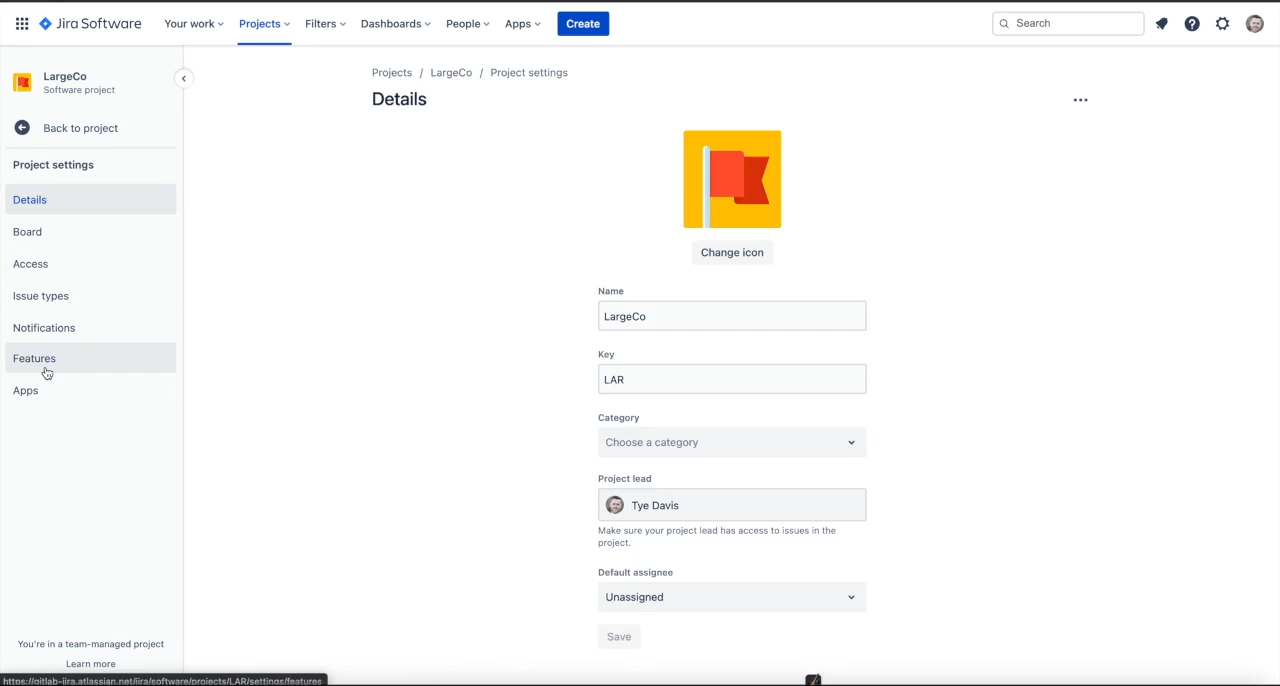 Jira Software
Your work
Projects
Filters
Dashboards
People
Apps
Create
Search
LargeCo
Software project
Back to project
Project settings
Details
Board
Access
Issue types
Notifications
Features
Apps
You're in a team-managed project
Learn more
https://gitlab-jira.atlassian.net/jira/software/projects/LAR/settings/features
Projects / LargeCo / Project settings
Details
Change icon
Name
LargeCo
Key
LAR
Category
Choose a category
Project lead
Tye Davis
Make sure your project lead has access to issues in the
project.
Default assignee
Unassigned
Save